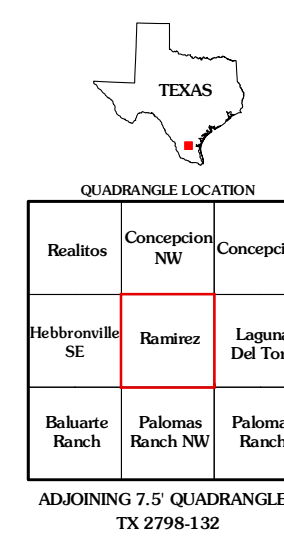 TEXAS
QUADRANGLE LOCATION
Realitos
Concepcion
NW
Concepci
Hebbronville
SE
Ramirez
Laguna
Del Tor
Baluarte
Ranch
Palomas
Ranch NW
Paloma
Ranch
ADJOINING 7.5' QUADRANGLE
TX 2798-132